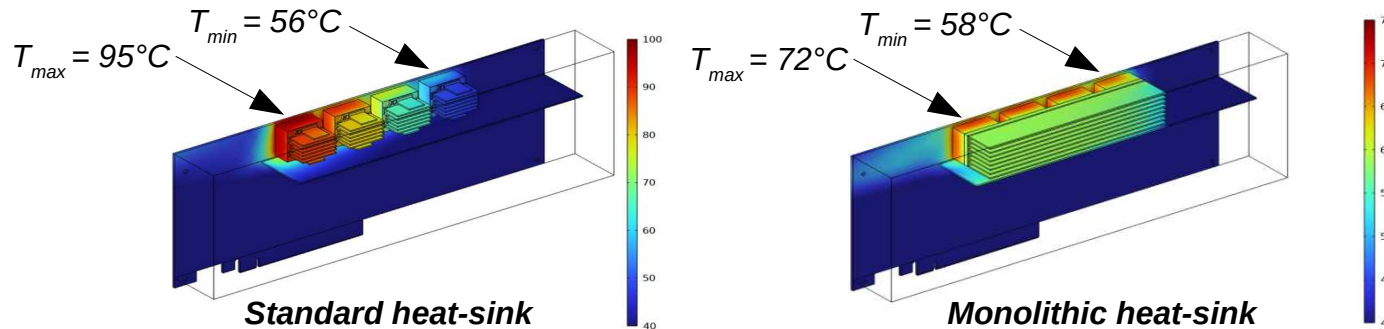 T_min = 56°C
T_max = 95°C
100
90
80
70
60
50
40
Standard heat-sink
T_min = 58°C
T_max = 72°C
Monolithic heat-sink